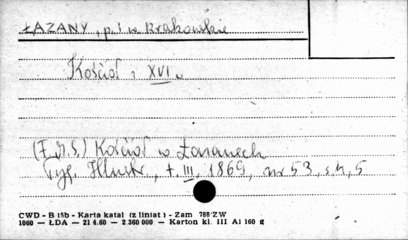 ŁAZANY, p. i w krakowskie
Kościół z XVI w
(F. M. S.) Kościół w Łazanach
Tyg. Illustr., t. III, 1869, nr 53, s. 4, 5
CWD - B 15b - Karta katal (z liniat) - Zam 788/ZW
1060 — ŁDA — 21 4.60 — 2 360 000 — Karton kl. III A1 160 g